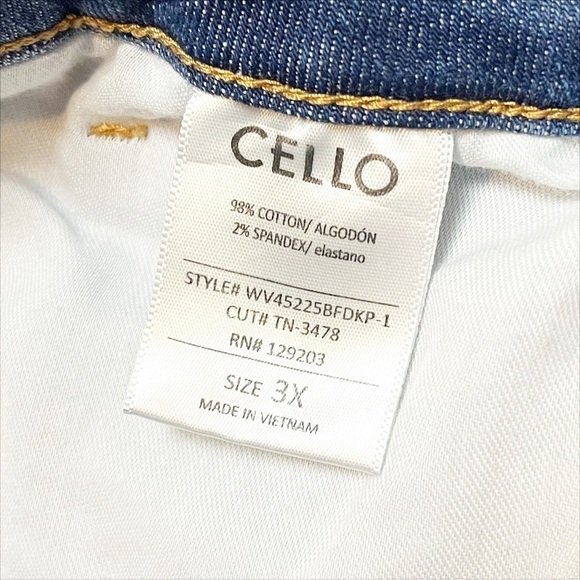 CELLO
98% COTTON/ ALGODÓN
2% SPANDEX/ elastano
STYLE# WV45225BFDKP-1
CUT# TN-3478
RN# 129203
SIZE 3X
MADE IN VIETNAM